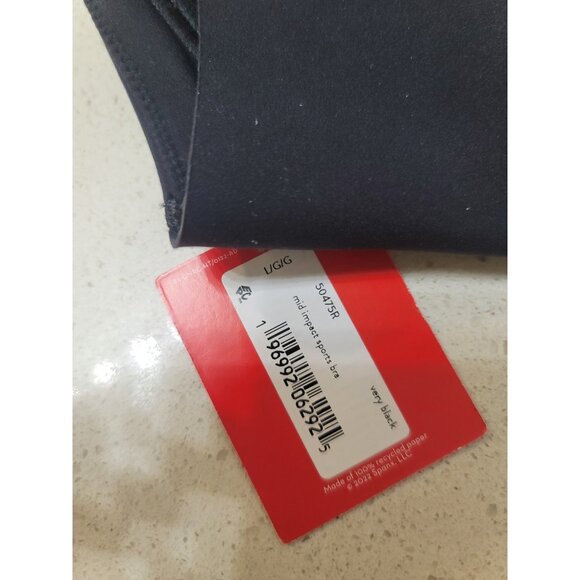 L/G/G
50475R
mid impact sports bra
very black
1 96992 06292 5
Made of 100% recycled paper
© 2022 Spanx, LLC